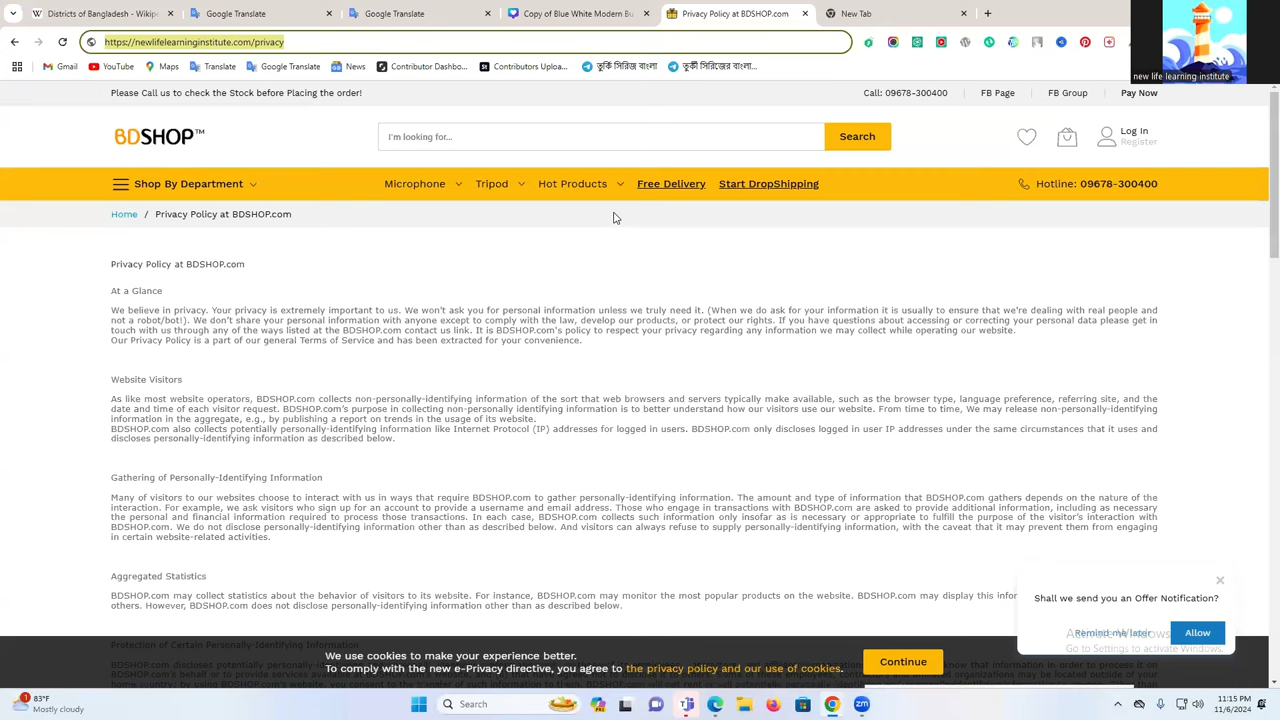 Districts of Bangladesh - Wikip
Google Translate
Google Translate
Copy of Blue White Modern Bu
Privacy Policy at BDSHOP.com
New Tab
https://newlifelearninginstitute.com/privacy
Gmail
YouTube
Maps
Translate
Google Translate
News
Contributor Dashbo...
Contributors Uploa...
তুর্কি সিরিজ বাংলা
তুর্কী সিরিজের বাংলা...
new life learning institute
Please Call us to check the Stock before Placing the order!
Call: 09678-300400
FB Page
FB Group
Pay Now
BDSHOP™
I'm looking for...
Search
Log In
Register
Shop By Department
Microphone
Tripod
Hot Products
Free Delivery
Start DropShipping
Hotline: 09678-300400
Home / Privacy Policy at BDSHOP.com
Privacy Policy at BDSHOP.com
At a Glance
We believe in privacy. Your privacy is extremely important to us. We won't ask you for personal information unless we truly need it. (When we do ask for your information it is usually to ensure that we're dealing with real people and
not a robot/bot!). We don't share your personal information with anyone except to comply with the law, develop our products, or protect our rights. If you have questions about accessing or correcting your personal data please get in
touch with us through any of the ways listed at the BDSHOP.com contact us link. It is BDSHOP.com's policy to respect your privacy regarding any information we may collect while operating our website.
Our Privacy Policy is a part of our general Terms of Service and has been extracted for your convenience.
Website Visitors
As like most website operators, BDSHOP.com collects non-personally-identifying information of the sort that web browsers and servers typically make available, such as the browser type, language preference, referring site, and the
date and time of each visitor request. BDSHOP.com's purpose in collecting non-personally identifying information is to better understand how our visitors use our website. From time to time, We may release non-personally-identifying
information in the aggregate, e.g., by publishing a report on trends in the usage of its website.
BDSHOP.com also collects potentially personally-identifying information like Internet Protocol (IP) addresses for logged in users. BDSHOP.com only discloses logged in user IP addresses under the same circumstances that it uses and
discloses personally-identifying information as described below.
Gathering of Personally-Identifying Information
Many of visitors to our websites choose to interact with us in ways that require BDSHOP.com to gather personally-identifying information. The amount and type of information that BDSHOP.com gathers depends on the nature of the
interaction. For example, we ask visitors who sign up for an account to provide a username and email address. Those who engage in transactions with BDSHOP.com are asked to provide additional information, including as necessary
the personal and financial information required to process those transactions. In each case, BDSHOP.com collects such information only insofar as is necessary or appropriate to fulfill the purpose of the visitor's interaction with
BDSHOP.com. We do not disclose personally-identifying information other than as described below. And visitors can always refuse to supply personally-identifying information, with the caveat that it may prevent them from engaging
in certain website-related activities.
Aggregated Statistics
BDSHOP.com may collect statistics about the behavior of visitors to its website. For instance, BDSHOP.com may monitor the most popular products on the website. BDSHOP.com may display this infor
others. However, BDSHOP.com does not disclose personally-identifying information other than as described below.
Protection of Certain Personally-Identifying Information
Shall we send you an Offer Notification?
Remind me later
Allow
Activate Windows
Go to Settings to activate Windows.
We use cookies to make your experience better.
To comply with the new e-Privacy directive, you agree to the privacy policy and our use of cookies.
Continue
1
83°F
Mostly cloudy
Search
11:15 PM
11/6/2024